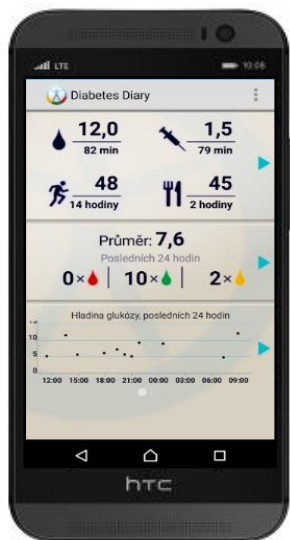 LTE 10:06
Diabetes Diary
12,0 1,5
82 min 79 min
48 45
14 hodiny 2 hodiny
Průměr: 7,6
Posledních 24 hodin
0× 10× 2×
Hladina glukózy, posledních 24 hodin
10
5
0
12:00 15:00 18:00 21:00 00:00 03:00 06:00 09:00
hTC